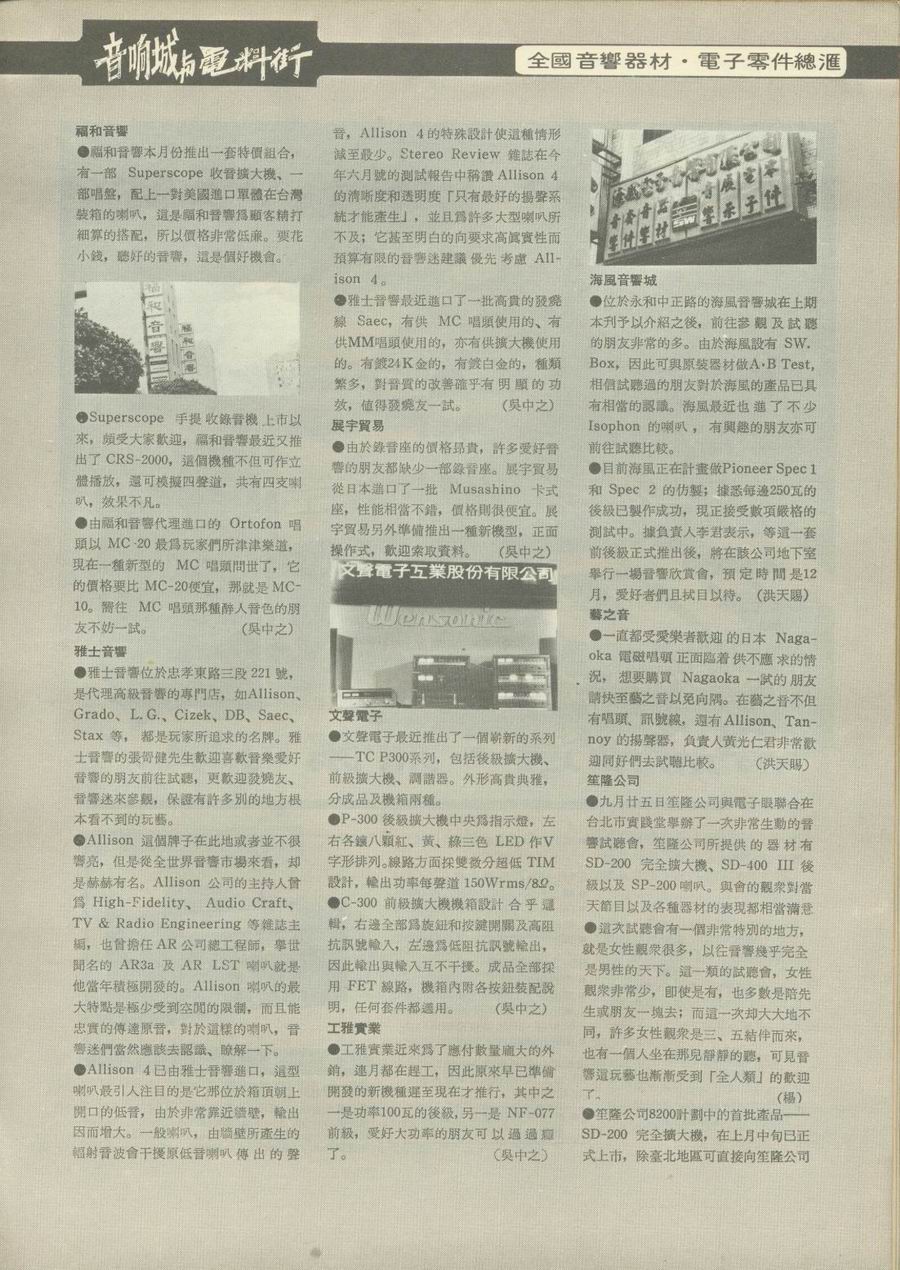 音响城与電料街
全國音響器材・電子零件總滙
福和音響
●福和音響本月份推出一套特價組合，
有一部 Superscope 收音擴大機、一
部唱盤，配上一對美國進口單體在台灣
裝箱的喇叭，這是福和音響爲顧客精打
細算的搭配，所以價格非常低廉。要花
小錢，聽好的音響，這是個好機會。
福和音響
福和音響
●Superscope 手提收錄音機上市以
來，頗受大家歡迎，福和音響最近又推
出了 CRS-2000，這個機種不但可作立
體播放，還可模擬四聲道，共有四支喇
叭，效果不凡。
●由福和音響代理進口的 Ortofon 唱
頭以 MC-20 最爲玩家們所津津樂道，
現在一種新型的 MC 唱頭問世了，它
的價格要比 MC-20便宜，那就是 MC-
10。嚮往 MC 唱頭那種醉人音色的朋
友不妨一試。 （吳中之）
雅士音響
●雅士音響位於忠孝東路三段 221 號，
是代理高級音響的專門店，如Allison、
Grado、L.G.、Cizek、DB、Saec、
Stax 等，都是玩家所追求的名牌。雅
士音響的張哿健先生歡迎喜歡音樂愛好
音響的朋友前往試聽，更歡迎發燒友、
音響迷來參觀，保證有許多別的地方根
本看不到的玩藝。
●Allison 這個牌子在此地或者並不很
響亮，但是從全世界音響市場來看，却
是赫赫有名。Allison 公司的主持人曾
爲 High-Fidelity、 Audio Craft、
TV & Radio Engineering 等雜誌主
編，也曾擔任 AR 公司總工程師，舉世
聞名的 AR3a 及 AR LST 喇叭就是
他當年積極開發的。Allison 喇叭的最
大特點是極少受到空間的限制，而且能
忠實的傳達原音，對於這樣的喇叭，音
響迷們當然應該去認識、瞭解一下。
●Allison 4已由雅士音響進口，這型
喇叭最引人注目的是它那位於箱頂朝上
開口的低音，由於非常靠近牆壁，輸出
因而增大。一般喇叭，由牆壁所產生的
輻射音波會干擾原低音喇叭傳出的聲
音，Allison 4的特殊設計使這種情形
減至最少。Stereo Review 雜誌在今
年六月號的測試報告中稱讚 Allison 4
的清晰度和透明度「只有最好的揚聲系
統才能產生」，並且爲許多大型喇叭所
不及；它甚至明白的向要求高眞實性而
預算有限的音響迷建議優先考慮 All-
ison 4。
●雅士音響最近進口了一批高貴的發燒
線 Saec，有供 MC 唱頭使用的、有
供MM唱頭使用的，亦有供擴大機使用
的。有鍍24K金的，有鍍白金的，種類
繁多，對音質的改善確乎有明顯的功
效，值得發燒友一試。 （吳中之）
展宇貿易
●由於錄音座的價格昂貴，許多愛好音
響的朋友都缺少一部錄音座。展宇貿易
從日本進口了一批 Musashino 卡式
座，性能相當不錯，價格則很便宜。展
宇貿易另外準備推出一種新機型，正面
操作式，歡迎索取資料。 （吳中之）
文聲電子工業股份有限公司
Wensonic
文聲電子
●文聲電子最近推出了一個嶄新的系列
——TC P300系列，包括後級擴大機、
前級擴大機、調諧器。外形高貴典雅，
分成品及機箱兩種。
●P-300 後級擴大機中央爲指示燈，左
右各鑲八顆紅、黃、綠三色 LED 作V
字形排列。線路方面採雙微分超低 TIM
設計，輸出功率每聲道 150Wrms/8Ω。
●C-300 前級擴大機機箱設計合乎邏
輯，右邊全部爲旋鈕和按鍵開關及高阻
抗訊號輸入，左邊爲低阻抗訊號輸出，
因此輸出與輸入互不干擾。成品全部採
用 FET 線路，機箱內附各按鈕裝配說
明，任何套件都適用。 （吳中之）
工雅實業
●工雅實業近來爲了應付數量龐大的外
銷，連月都在趕工，因此原來早已準備
開發的新機種遲至現在才推行，其中之
一是功率100瓦的後級，另一是 NF-077
前級，愛好大功率的朋友可以過過癮
了。 （吳中之）
SW
海風音響城
●位於永和中正路的海風音響城在上期
本刊予以介紹之後，前往參觀及試聽
的朋友非常的多。由於海風設有 SW.
Box，因此可與原裝器材做A・B Test,
相信試聽過的朋友對於海風的產品已具
有相當的認識。海風最近也進了不少
Isophon 的喇叭，有興趣的朋友亦可
前往試聽比較。
●目前海風正在計畫做Pioneer Spec 1
和 Spec 2 的仿製；據悉每邊250瓦的
後級已製作成功，現正接受數項嚴格的
測試中。據負責人李君表示，等這一套
前後級正式推出後，將在該公司地下室
舉行一場音響欣賞會，預定時間是12
月，愛好者們且拭目以待。（洪天賜）
藝之音
●一直都受愛樂者歡迎的日本 Naga-
oka 電磁唱頭正面臨着供不應求的情
況，想要購買 Nagaoka 一試的朋友
請快至藝之音以免向隅。在藝之音不但
有唱頭、訊號線，還有Allison、Tan-
noy 的揚聲器，負責人黃光仁君非常歡
迎同好們去試聽比較。 （洪天賜）
笙隆公司
●九月廿五日笙隆公司與電子眼聯合在
台北市實踐堂舉辦了一次非常生動的音
響試聽會，笙隆公司所提供的器材有
SD-200 完全擴大機、SD-400 III 後
級以及 SP-200 喇叭。與會的觀衆對當
天節目以及各種器材的表現都相當滿意
●這次試聽會有一個非常特別的地方，
就是女性觀衆很多，以往音響幾乎完全
是男性的天下。這一類的試聽會，女性
觀衆非常少，卽使是有，也多數是陪先
生或朋友一塊去；而這一次却大大地不
同，許多女性觀衆是三、五結伴而來，
也有一個人坐在那兒靜靜的聽，可見音
響這玩藝也漸漸受到「全人類」的歡迎
了。 （楊）
●笙隆公司8200計劃中的首批產品——
SD-200 完全擴大機，在上月中旬已正
式上市，除臺北地區可直接向笙隆公司